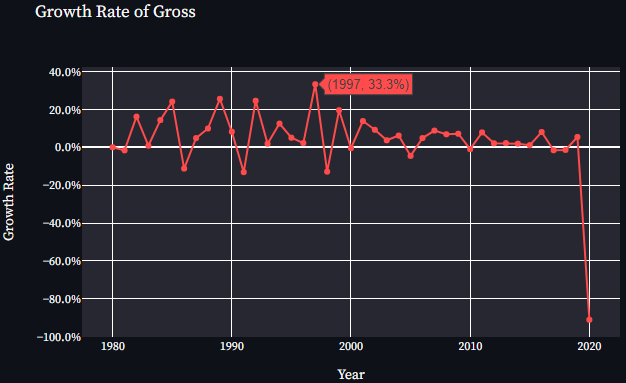 Growth Rate of Gross
40.0%
(1997, 33.3%)
20.0%
0.0%
−20.0%
−40.0%
−60.0%
−80.0%
−100.0%
Growth Rate
1980 1990 2000 2010 2020
Year